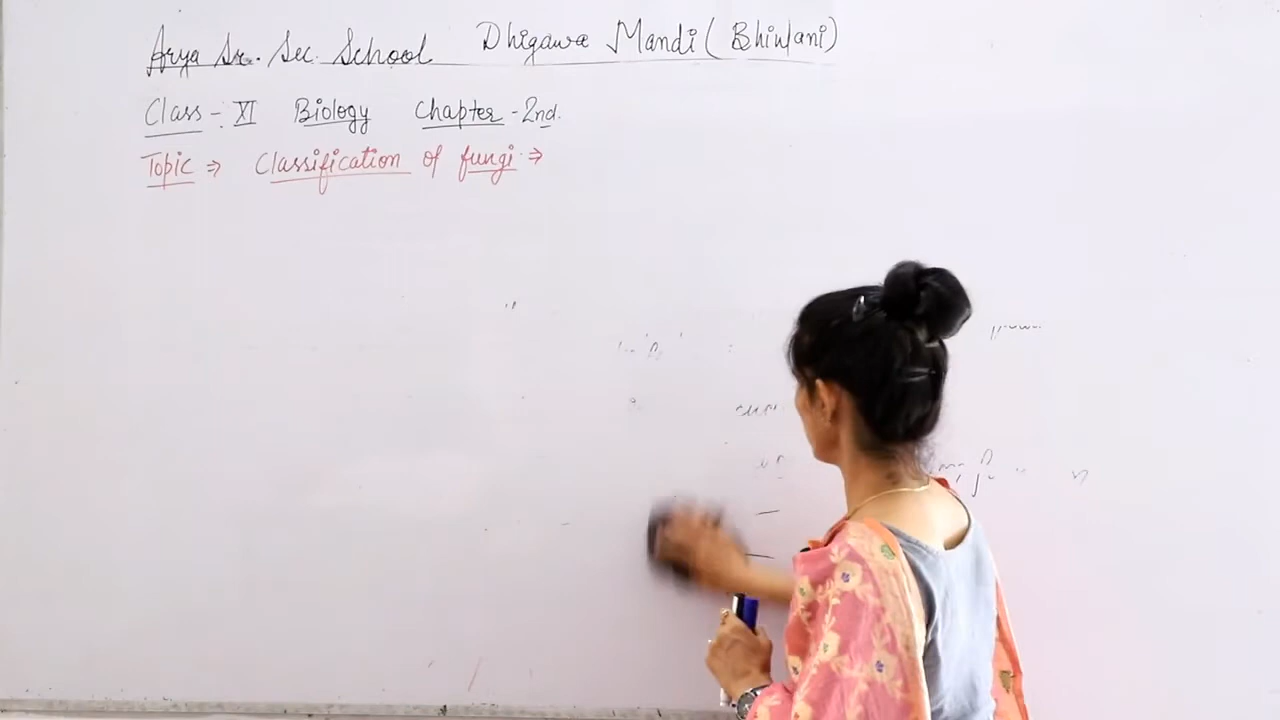 Arya Sr. Sec. School Dhigawa Mandi (Bhiwani)
Class - XI Biology Chapter - 2nd.
Topic ⇒ Classification of fungi ⇒